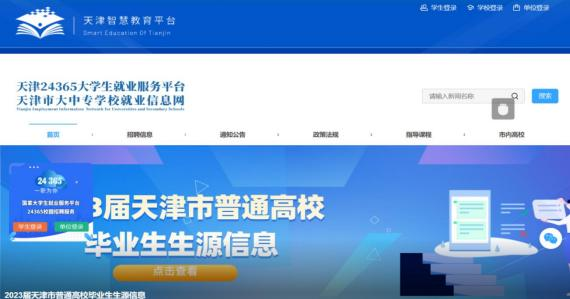 天津智慧教育平台
Smart Education Of Tianjin
学生登录 学校登录 单位登录
天津24365大学生就业服务平台
天津市大中专学校就业信息网
Tianjin Employment Information Network for Universities and Secondary Schools
请输入新闻名称
搜索
首页 招聘信息 通知公告 政策法规 指导课程 市内高校
24 365
一职为你
国家大学生就业服务平台
24365校园招聘服务
学生登录 单位登录
3届天津市普通高校
毕业生生源信息
点击查看
2023届天津市普通高校毕业生生源信息